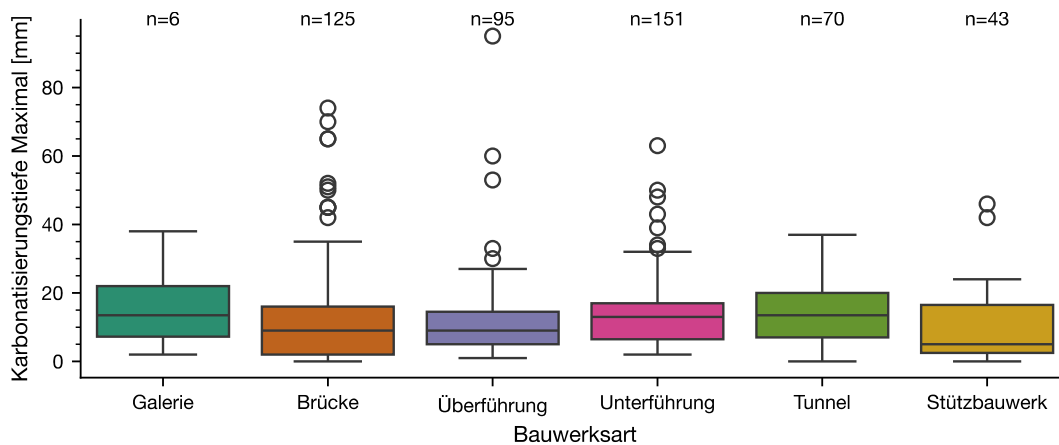 n=6 n=125 n=95 n=151 n=70 n=43
Karbonatisierungstiefe Maximal [mm]
80
60
40
20
0
Galerie Brücke Überführung Unterführung Tunnel Stützbauwerk
Bauwerksart